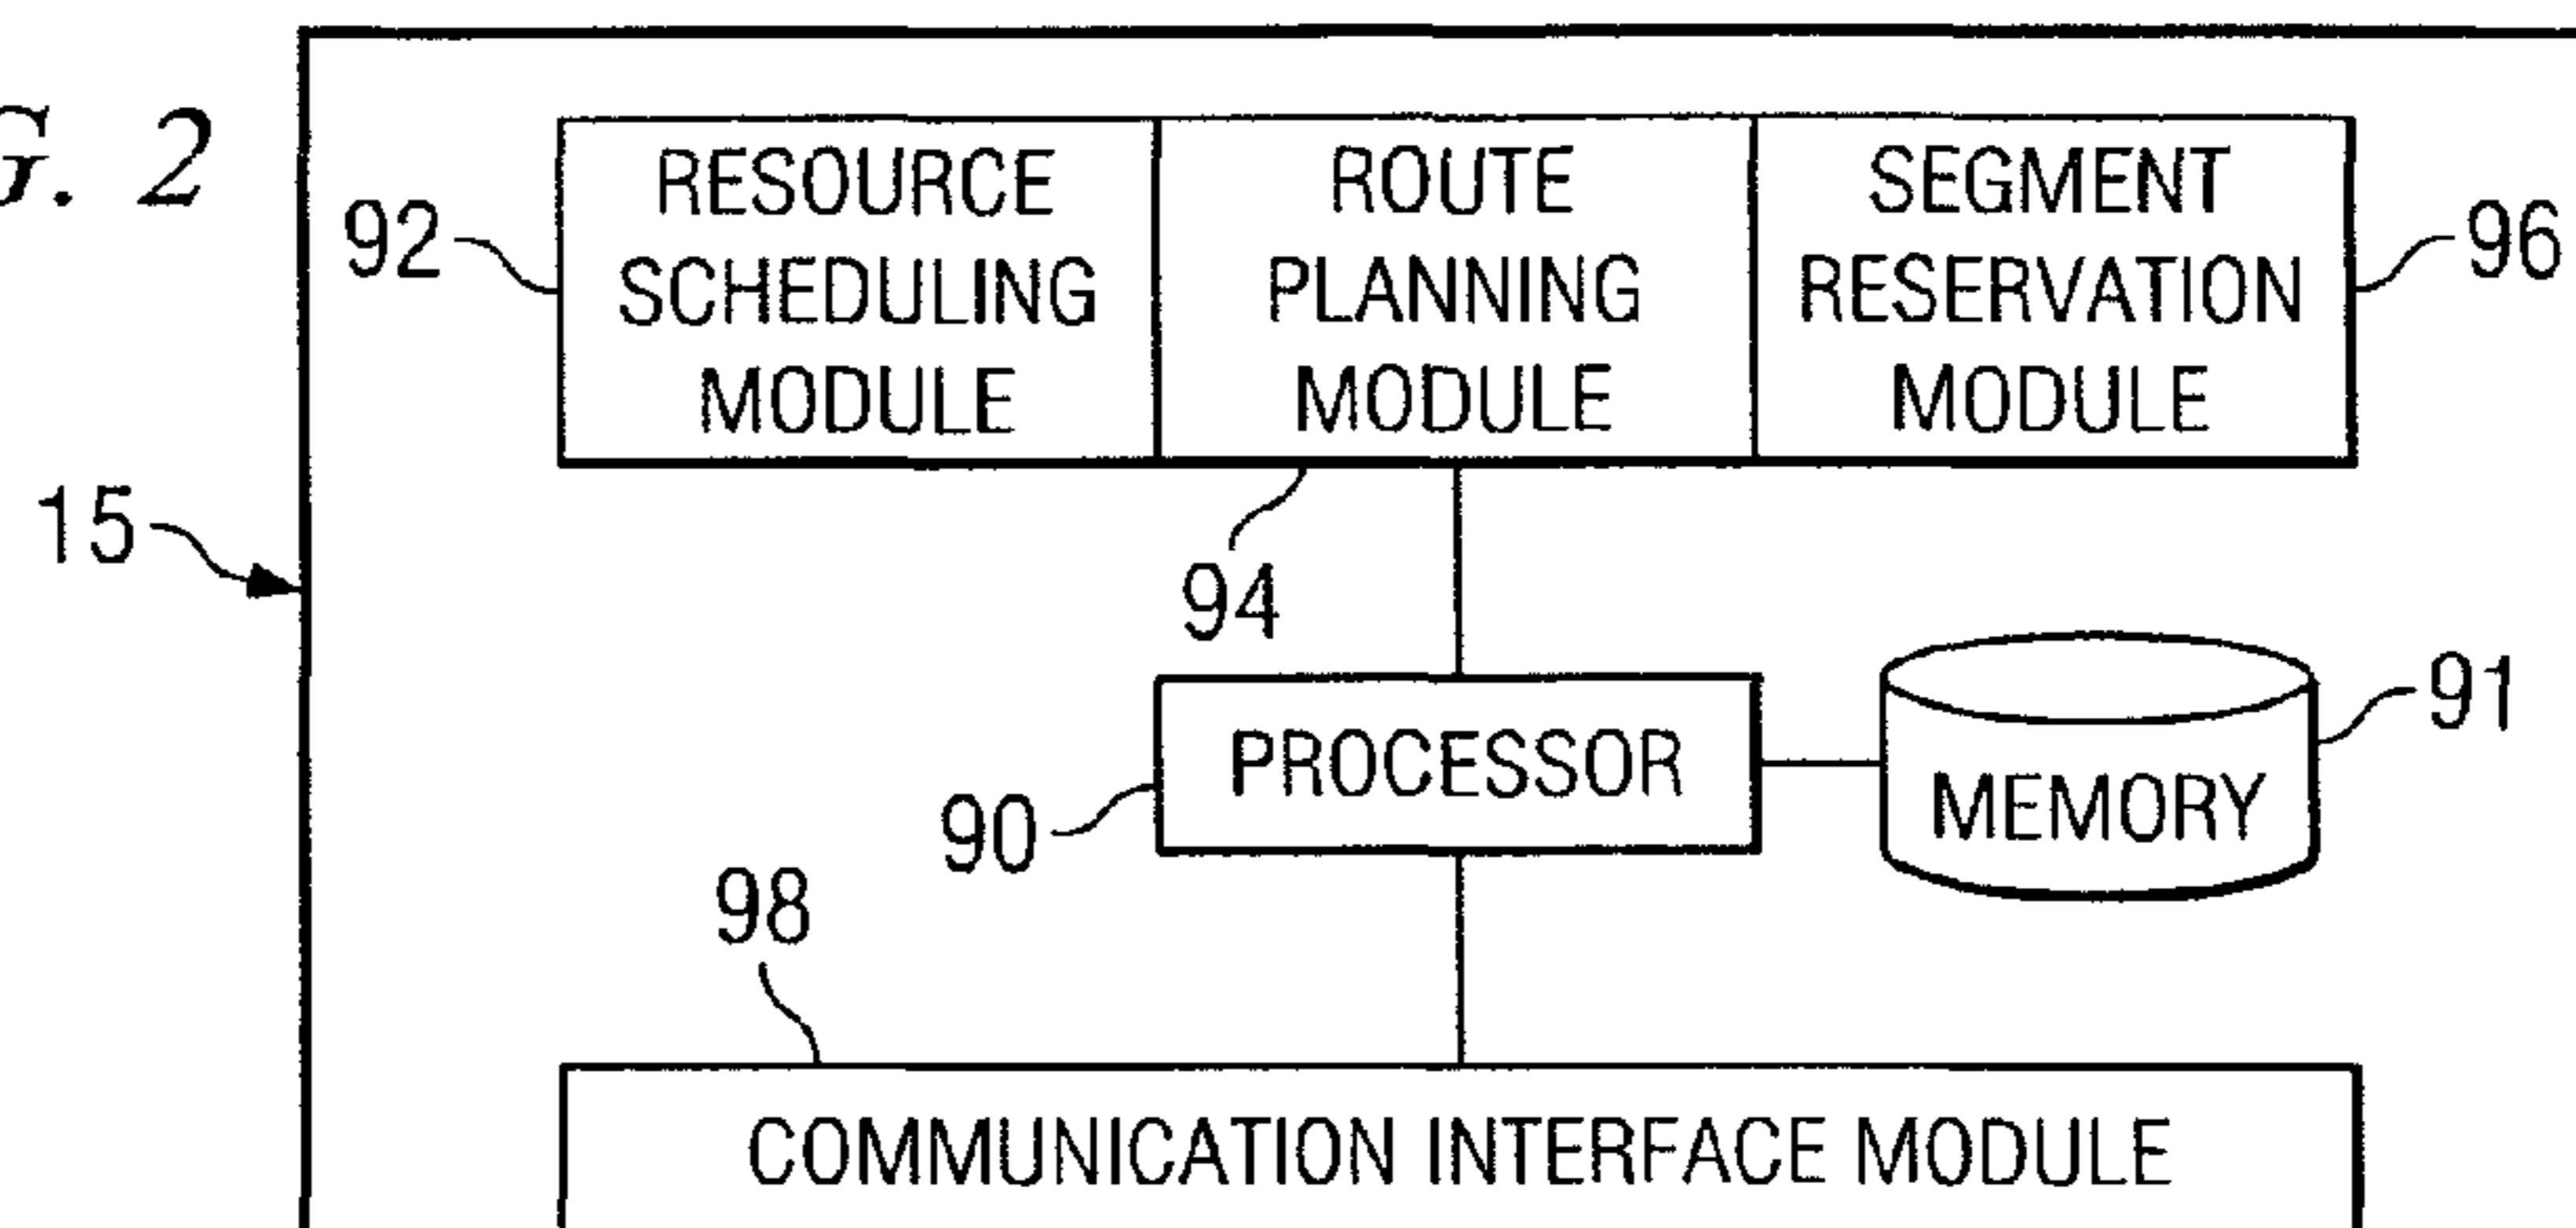 G. 2
RESOURCE
SCHEDULING
MODULE
ROUTE
PLANNING
MODULE
SEGMENT
RESERVATION
MODULE
92
96
15
94
PROCESSOR
MEMORY
91
90
98
COMMUNICATION INTERFACE MODULE